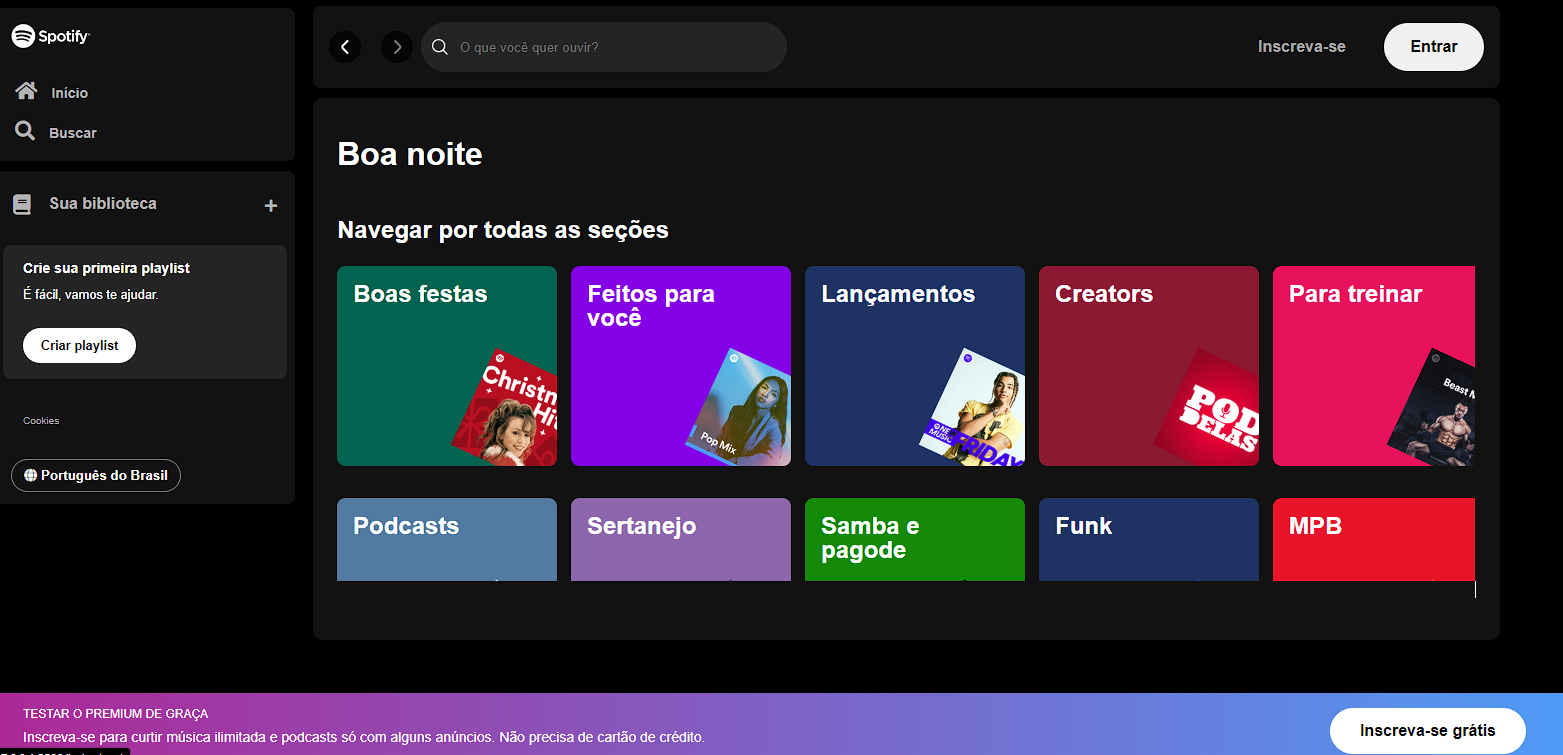 Spotify
Início
Buscar
Sua biblioteca
+
Crie sua primeira playlist
É fácil, vamos te ajudar.
Criar playlist
Cookies
Português do Brasil
O que você quer ouvir?
Inscreva-se
Entrar
Boa noite
Navegar por todas as seções
Boas festas
Christm
Hi
Feitos para
você
Pop Mix
Lançamentos
ONE
MUSIC
FRIDAY
Creators
POD
DELAS
Para treinar
Beast M
Podcasts
Sertanejo
Samba e
pagode
Funk
MPB
TESTAR O PREMIUM DE GRAÇA
Inscreva-se para curtir música ilimitada e podcasts só com alguns anúncios. Não precisa de cartão de crédito.
Inscreva-se grátis